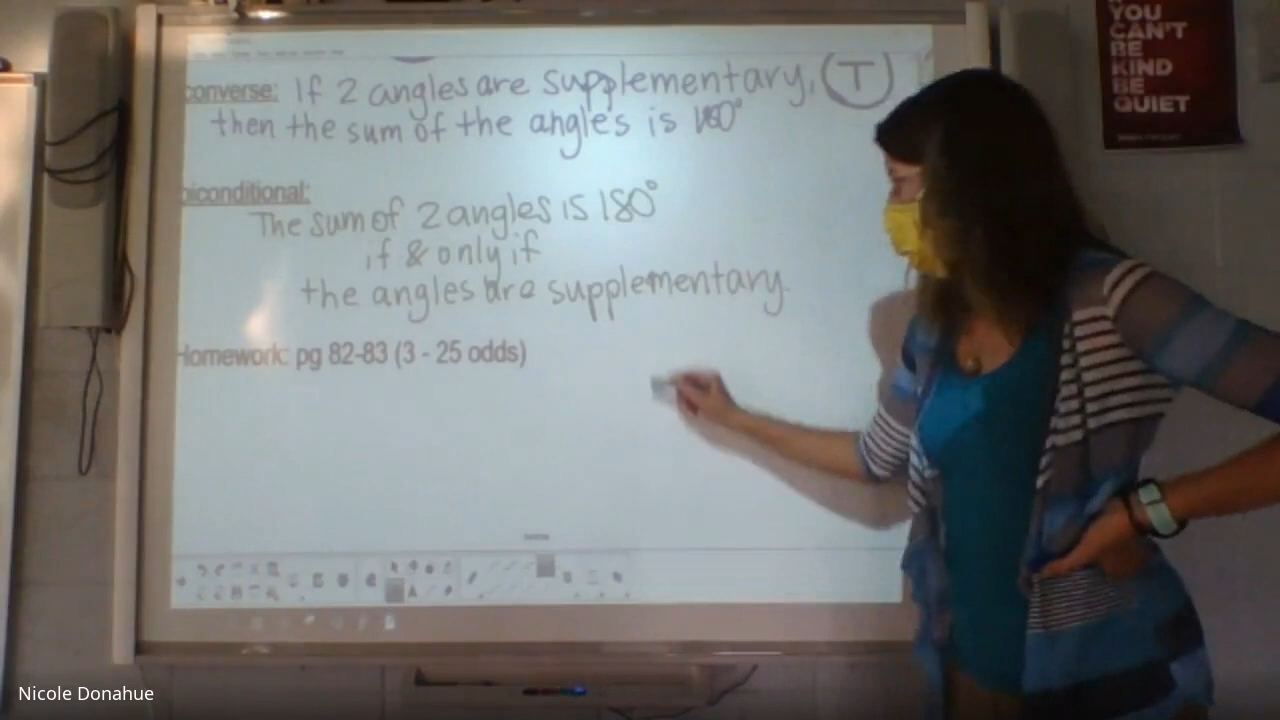 converse: If 2 angles are supplementary, T
then the sum of the angles is 180°
biconditional:
The sum of 2 angles is 180°
if & only if
the angles are supplementary.
Homework: pg 82-83 (3 - 25 odds)
YOU
CAN'T
BE
KIND
BE
QUIET
Nicole Donahue